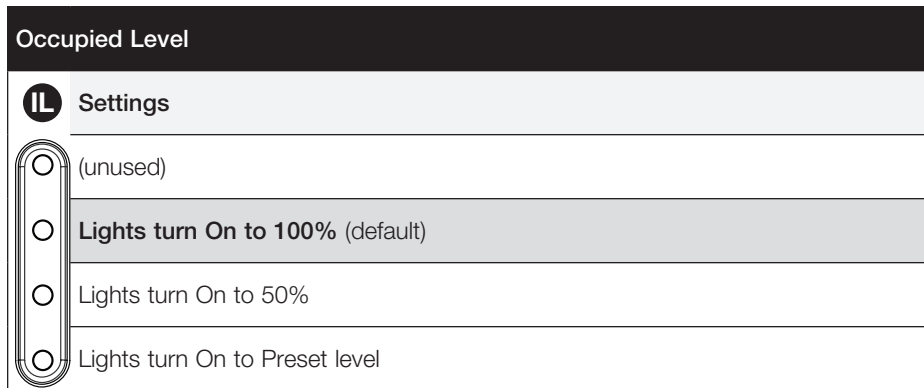 Occupied Level
IL Settings
(unused)
Lights turn On to 100% (default)
Lights turn On to 50%
Lights turn On to Preset level